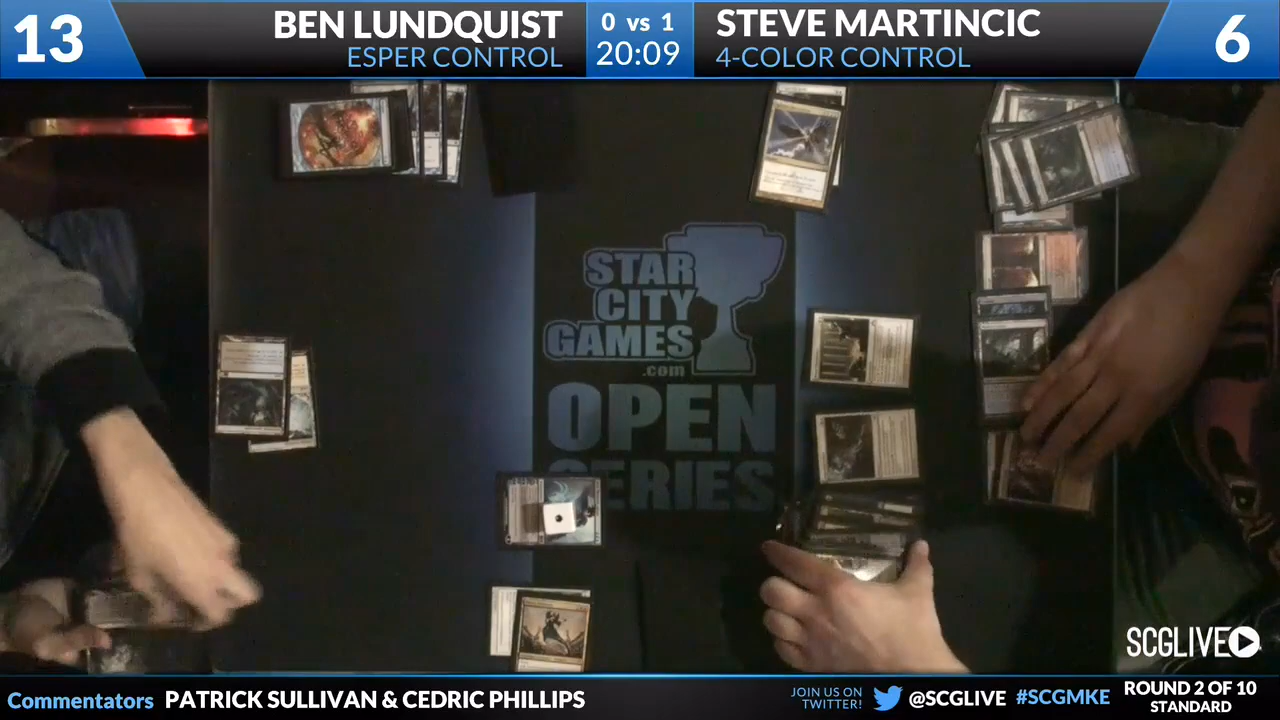 13
BEN LUNDQUIST
ESPER CONTROL
0 vs 1
20:09
STEVE MARTINCIC
4-COLOR CONTROL
6
STAR
CITY
GAMES
.com
OPEN
SERIES
SCGLIVE
Commentators PATRICK SULLIVAN & CEDRIC PHILLIPS
JOIN US ON
TWITTER!
@SCGLIVE #SCGMKE
ROUND 2 OF 10
STANDARD